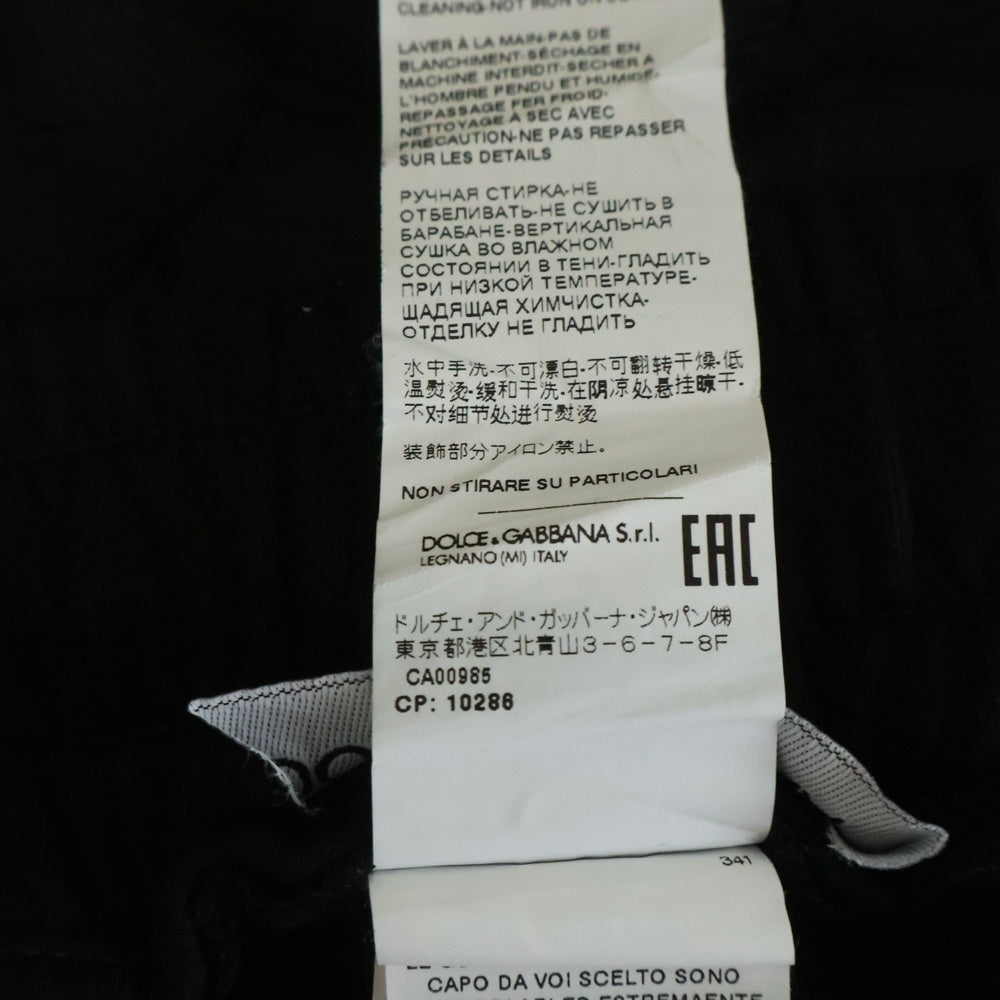 CLEANING-NOT IRON ON
LAVER À LA MAIN-PAS DE
BLANCHIMENT-SÉCHAGE EN
MACHINE INTERDIT-SECHER A
L'HOMBRE PENDU ET HUMIDE-
REPASSAGE FER FROID-
NETTOYAGE À SEC AVEC
PRÉCAUTION-NE PAS REPASSER
SUR LES DETAILS
РУЧНАЯ СТИРКА-НЕ
ОТБЕЛИВАТЬ-НЕ СУШИТЬ В
БАРАБАНЕ-ВЕРТИКАЛЬНАЯ
СУШКА ВО ВЛАЖНОМ
СОСТОЯНИИ В ТЕНИ-ГЛАДИТЬ
ПРИ НИЗКОЙ ТЕМПЕРАТУРЕ-
ЩАДЯЩАЯ ХИМЧИСТКА-
ОТДЕЛКУ НЕ ГЛАДИТЬ
水中手洗-不可漂白-不可翻转干燥-低
温熨烫-缓和干洗-在阴凉处悬挂曠干-
不对细节处进行熨烫
装飾部分アイロン禁止。
NON STIRARE SU PARTICOLARI
DOLCE & GABBANA S.r.l.
LEGNANO (MI) ITALY
EAC
ドルチェ・アンド・ガッバーナ・ジャパン㈱
東京都港区北青山3-6-7-8F
CA00985
CP: 10286
341
CAPO DA VOI SCELTO SONO